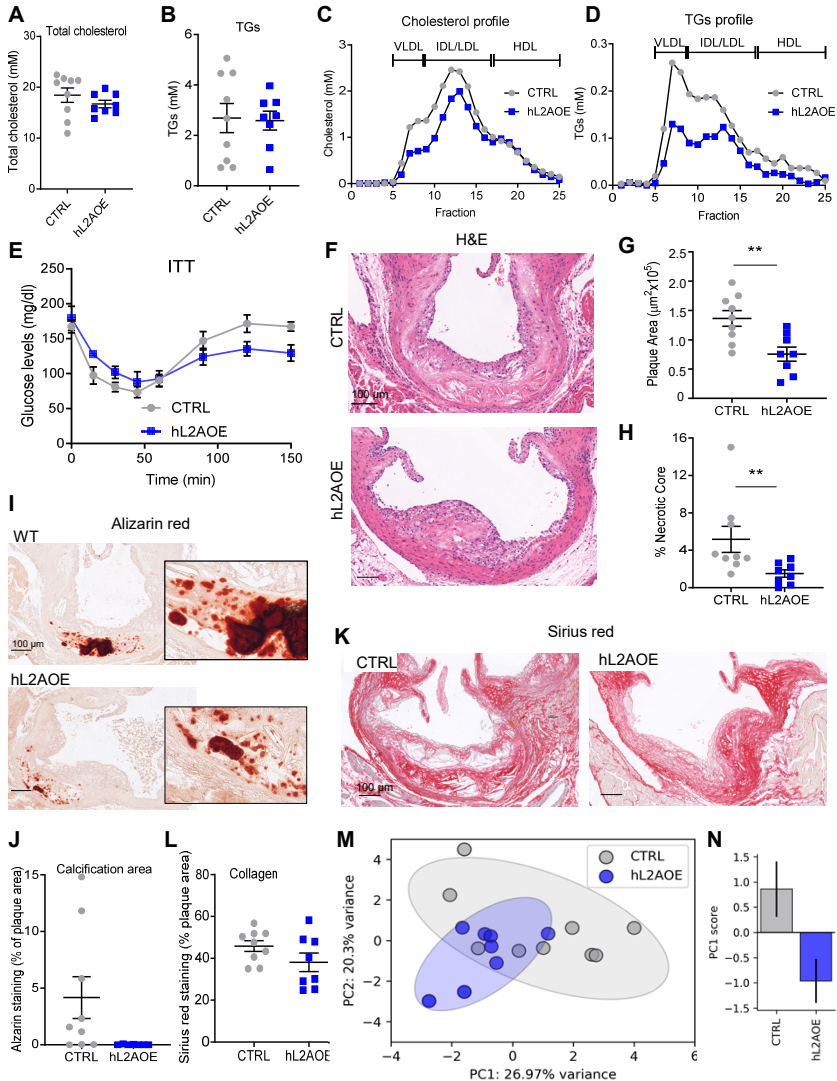 A
Total cholesterol
Total cholesterol (mM)
30
20
10
0
CTRL
hL2AOE
B
TGs
TGs (mM)
6
4
2
0
CTRL
hL2AOE
C
Cholesterol profile
VLDL IDL/LDL HDL
Cholesterol (mM)
3
2
1
0
0 5 10 15 20 25
Fraction
CTRL
hL2AOE
D
TGs profile
VLDL IDL/LDL HDL
TGs (mM)
0.3
0.2
0.1
0.0
0 5 10 15 20 25
Fraction
CTRL
hL2AOE
E
ITT
Glucose levels (mg/dl)
250
200
150
100
50
0
0 50 100 150
Time (min)
CTRL
hL2AOE
F
H&E
CTRL
100 µm
hL2AOE
G
Plaque Area (µm²x10⁵)
2.5
2.0
1.5
1.0
0.5
0
**
CTRL hL2AOE
H
% Necrotic Core
16
12
8
4
0
**
CTRL hL2AOE
I
Alizarin red
WT
100 µm
hL2AOE
J
Calcification area
Alzarin staining (% of plaque area)
15
10
5
0
CTRL hL2AOE
K
Sirius red
CTRL
100 µm
hL2AOE
L
Collagen
Sirius red staining (% plaque area)
80
60
40
20
0
CTRL hL2AOE
M
CTRL
hL2AOE
PC2: 20.3% variance
4
2
0
−2
−4
−4 −2 0 2 4 6
PC1: 26.97% variance
N
PC1 score
1.5
1.0
0.5
0.0
−0.5
−1.0
−1.5
CTRL
hL2AOE